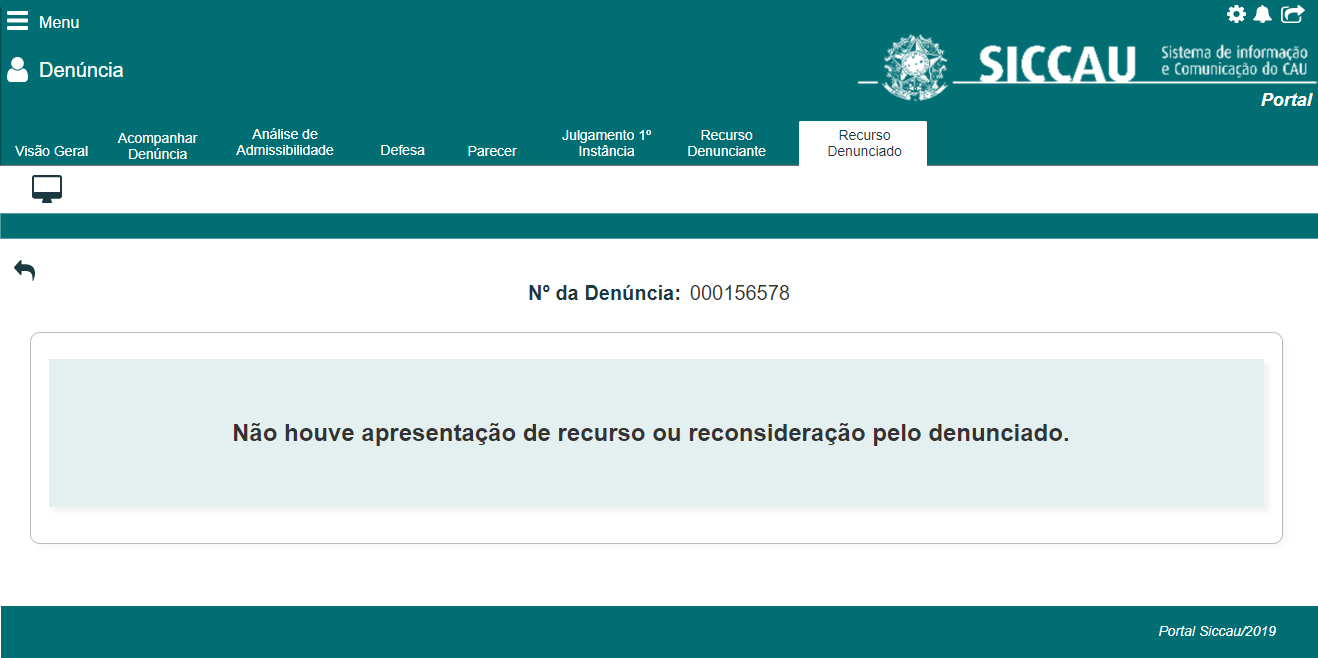 Menu
Denúncia
SICCAU
Sistema de informação
e Comunicação do CAU
Portal
Visão Geral
Acompanhar
Denúncia
Análise de
Admissibilidade
Defesa
Parecer
Julgamento 1º
Instância
Recurso
Denunciante
Recurso
Denunciado
Nº da Denúncia: 000156578
Não houve apresentação de recurso ou reconsideração pelo denunciado.
Portal Siccau/2019